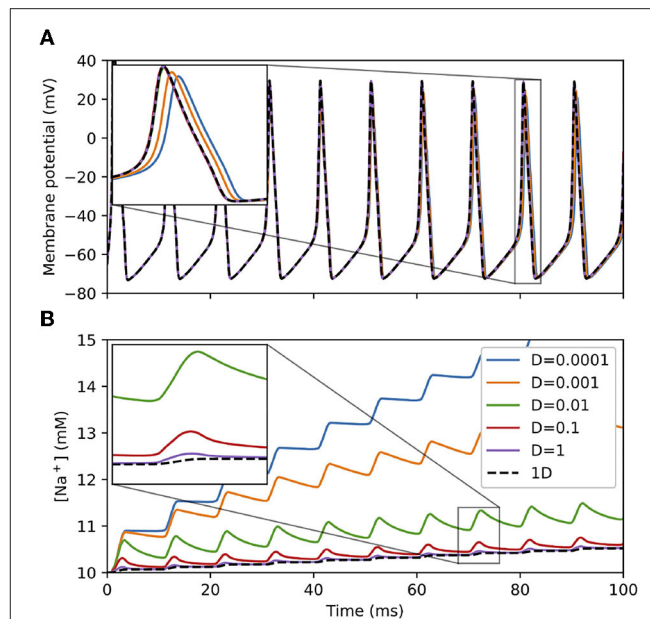 A
40
20
0
−20
−40
−60
−80
Membrane potential (mV)
B
15
14
13
12
11
10
[Na+] (mM)
D=0.0001
D=0.001
D=0.01
D=0.1
D=1
1D
0 20 40 60 80 100
Time (ms)